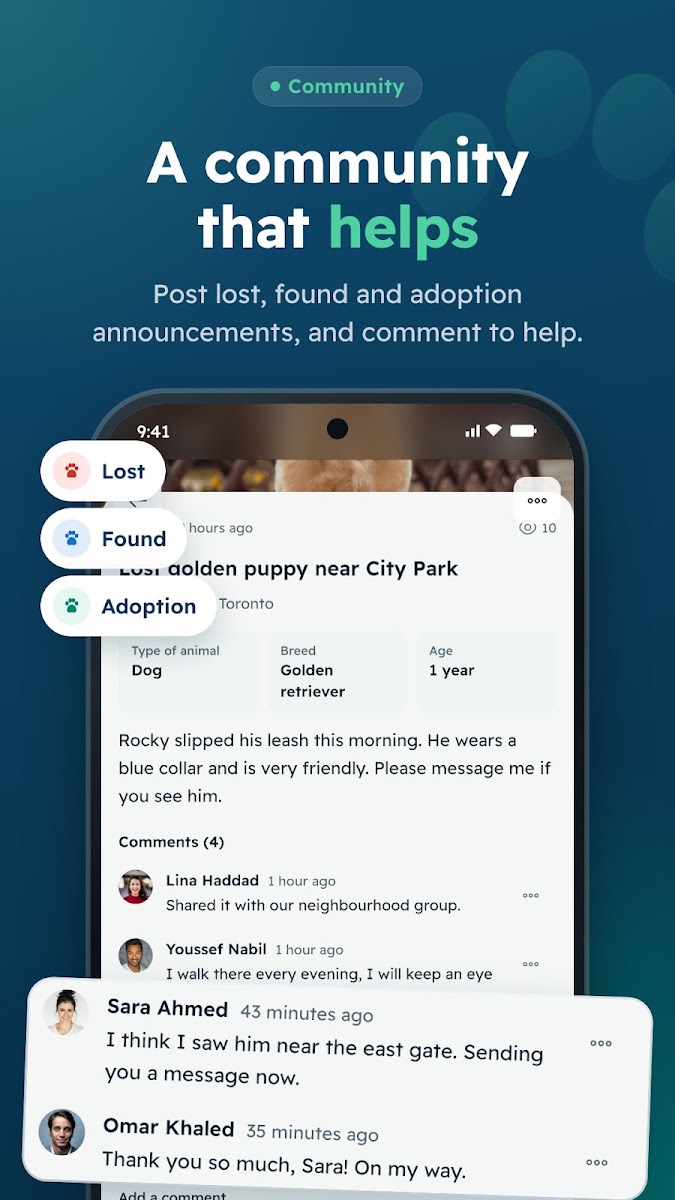 Community
A community
that helps
Post lost, found and adoption
announcements, and comment to help.
9:41
Lost
Found
Adoption
hours ago
10
Lost golden puppy near City Park
Toronto
Type of animal
Dog
Breed
Golden
retriever
Age
1 year
Rocky slipped his leash this morning. He wears a
blue collar and is very friendly. Please message me if
you see him.
Comments (4)
Lina Haddad 1 hour ago
Shared it with our neighbourhood group.
Youssef Nabil 1 hour ago
I walk there every evening, I will keep an eye
Sara Ahmed 43 minutes ago
I think I saw him near the east gate. Sending
you a message now.
Omar Khaled 35 minutes ago
Thank you so much, Sara! On my way.
Add a comment